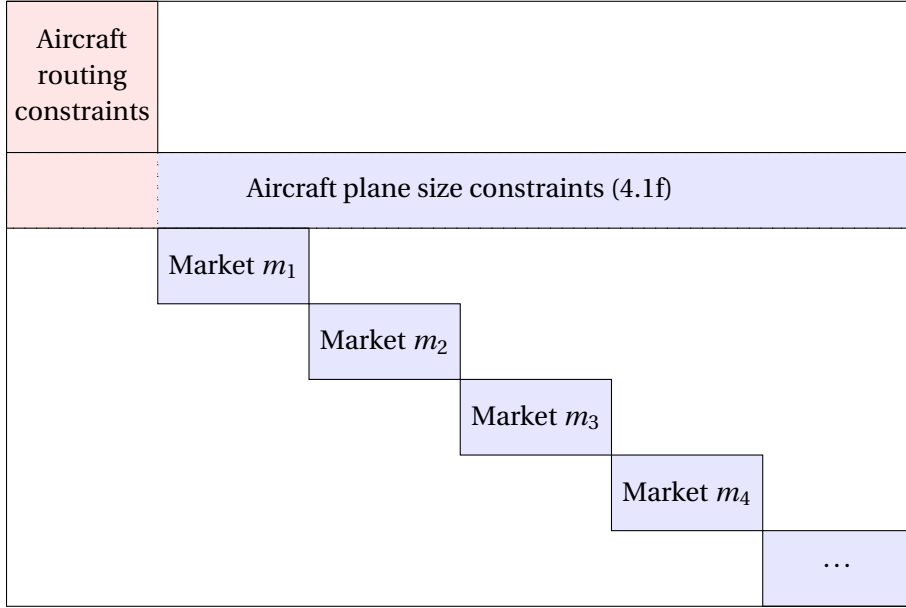 Aircraft
routing
constraints
Aircraft plane size constraints (4.1f)
Market m₁
Market m₂
Market m₃
Market m₄
...